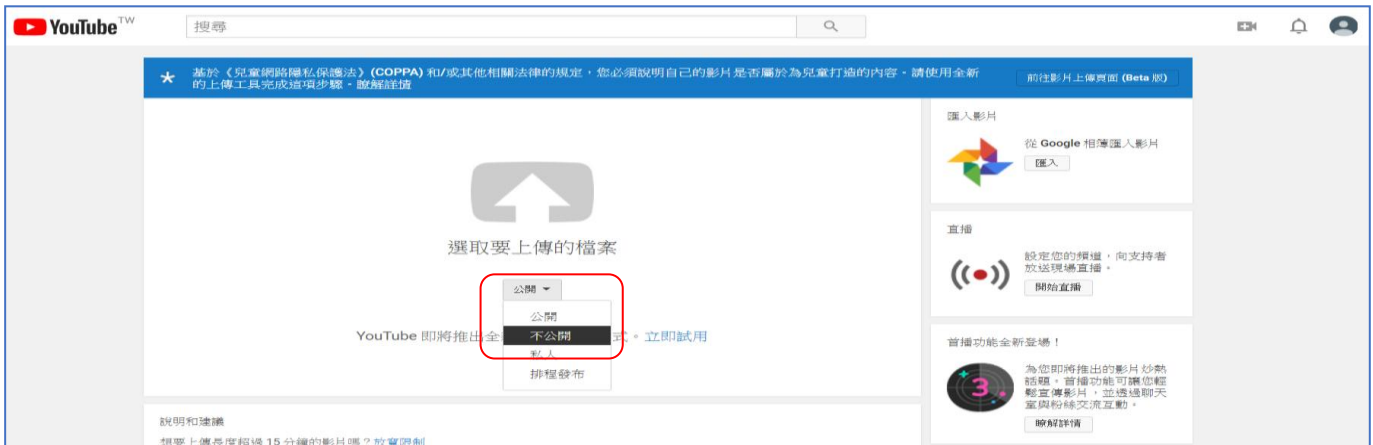 YouTube TW
搜尋
基於《兒童網路隱私保護法》(COPPA) 和/或其他相關法律的規定，您必須說明自己的影片是否屬於為兒童打造的內容。請使用全新
的上傳工具完成這項步驟。瞭解詳情
前往影片上傳頁面 (Beta 版)
選取要上傳的檔案
公開
公開
不公開
私人
排程發布
YouTube 即將推出全
式。立即試用
說明和建議
想要上傳長度超過 15 分鐘的影片嗎？放寬限制
匯入影片
從 Google 相簿匯入影片
匯入
直播
設定您的頻道，向支持者
放送現場直播。
開始直播
首播功能全新登場！
3
為您即將推出的影片炒熱
話題。首播功能可讓您輕
鬆宣傳影片，並透過聊天
室與粉絲交流互動。
瞭解詳情